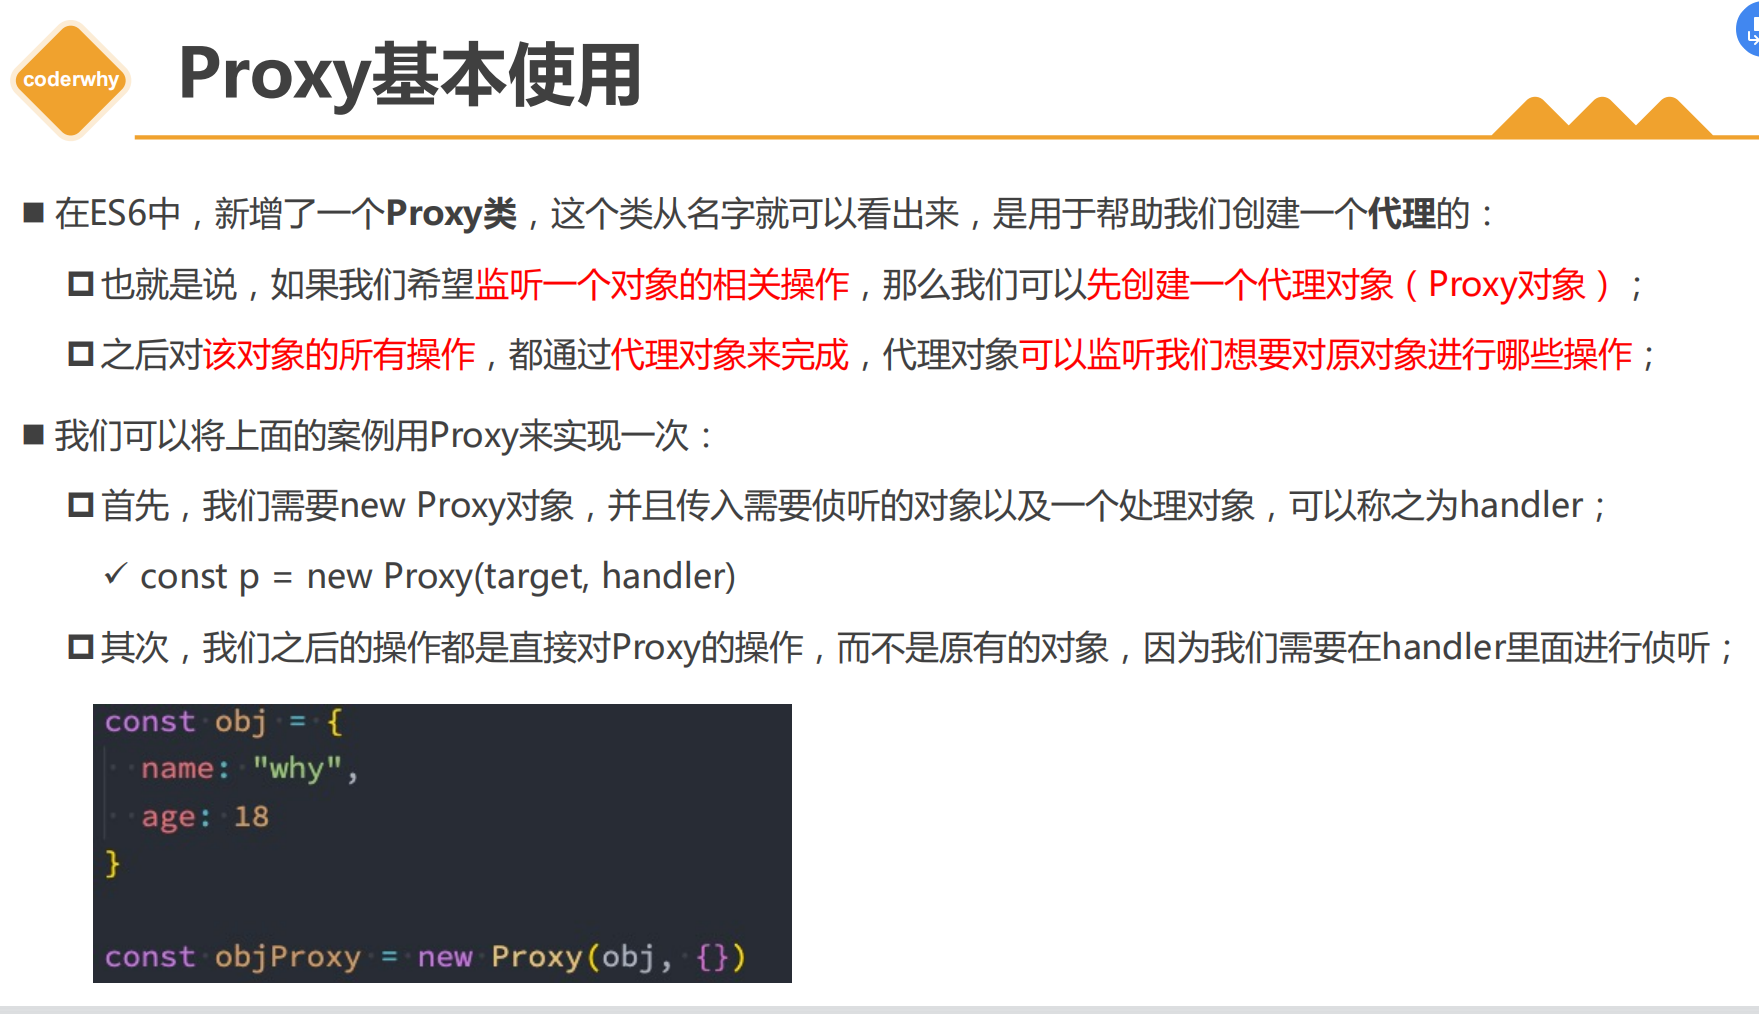 coderwhy
Proxy基本使用
在ES6中，新增了一个Proxy类，这个类从名字就可以看出来，是用于帮助我们创建一个代理的：
也就是说，如果我们希望监听一个对象的相关操作，那么我们可以先创建一个代理对象（Proxy对象）；
之后对该对象的所有操作，都通过代理对象来完成，代理对象可以监听我们想要对原对象进行哪些操作；
我们可以将上面的案例用Proxy来实现一次：
首先，我们需要new Proxy对象，并且传入需要侦听的对象以及一个处理对象，可以称之为handler；
const p = new Proxy(target, handler)
其次，我们之后的操作都是直接对Proxy的操作，而不是原有的对象，因为我们需要在handler里面进行侦听；
const obj = {
name: "why",
age: 18
}
const objProxy = new Proxy(obj, {})